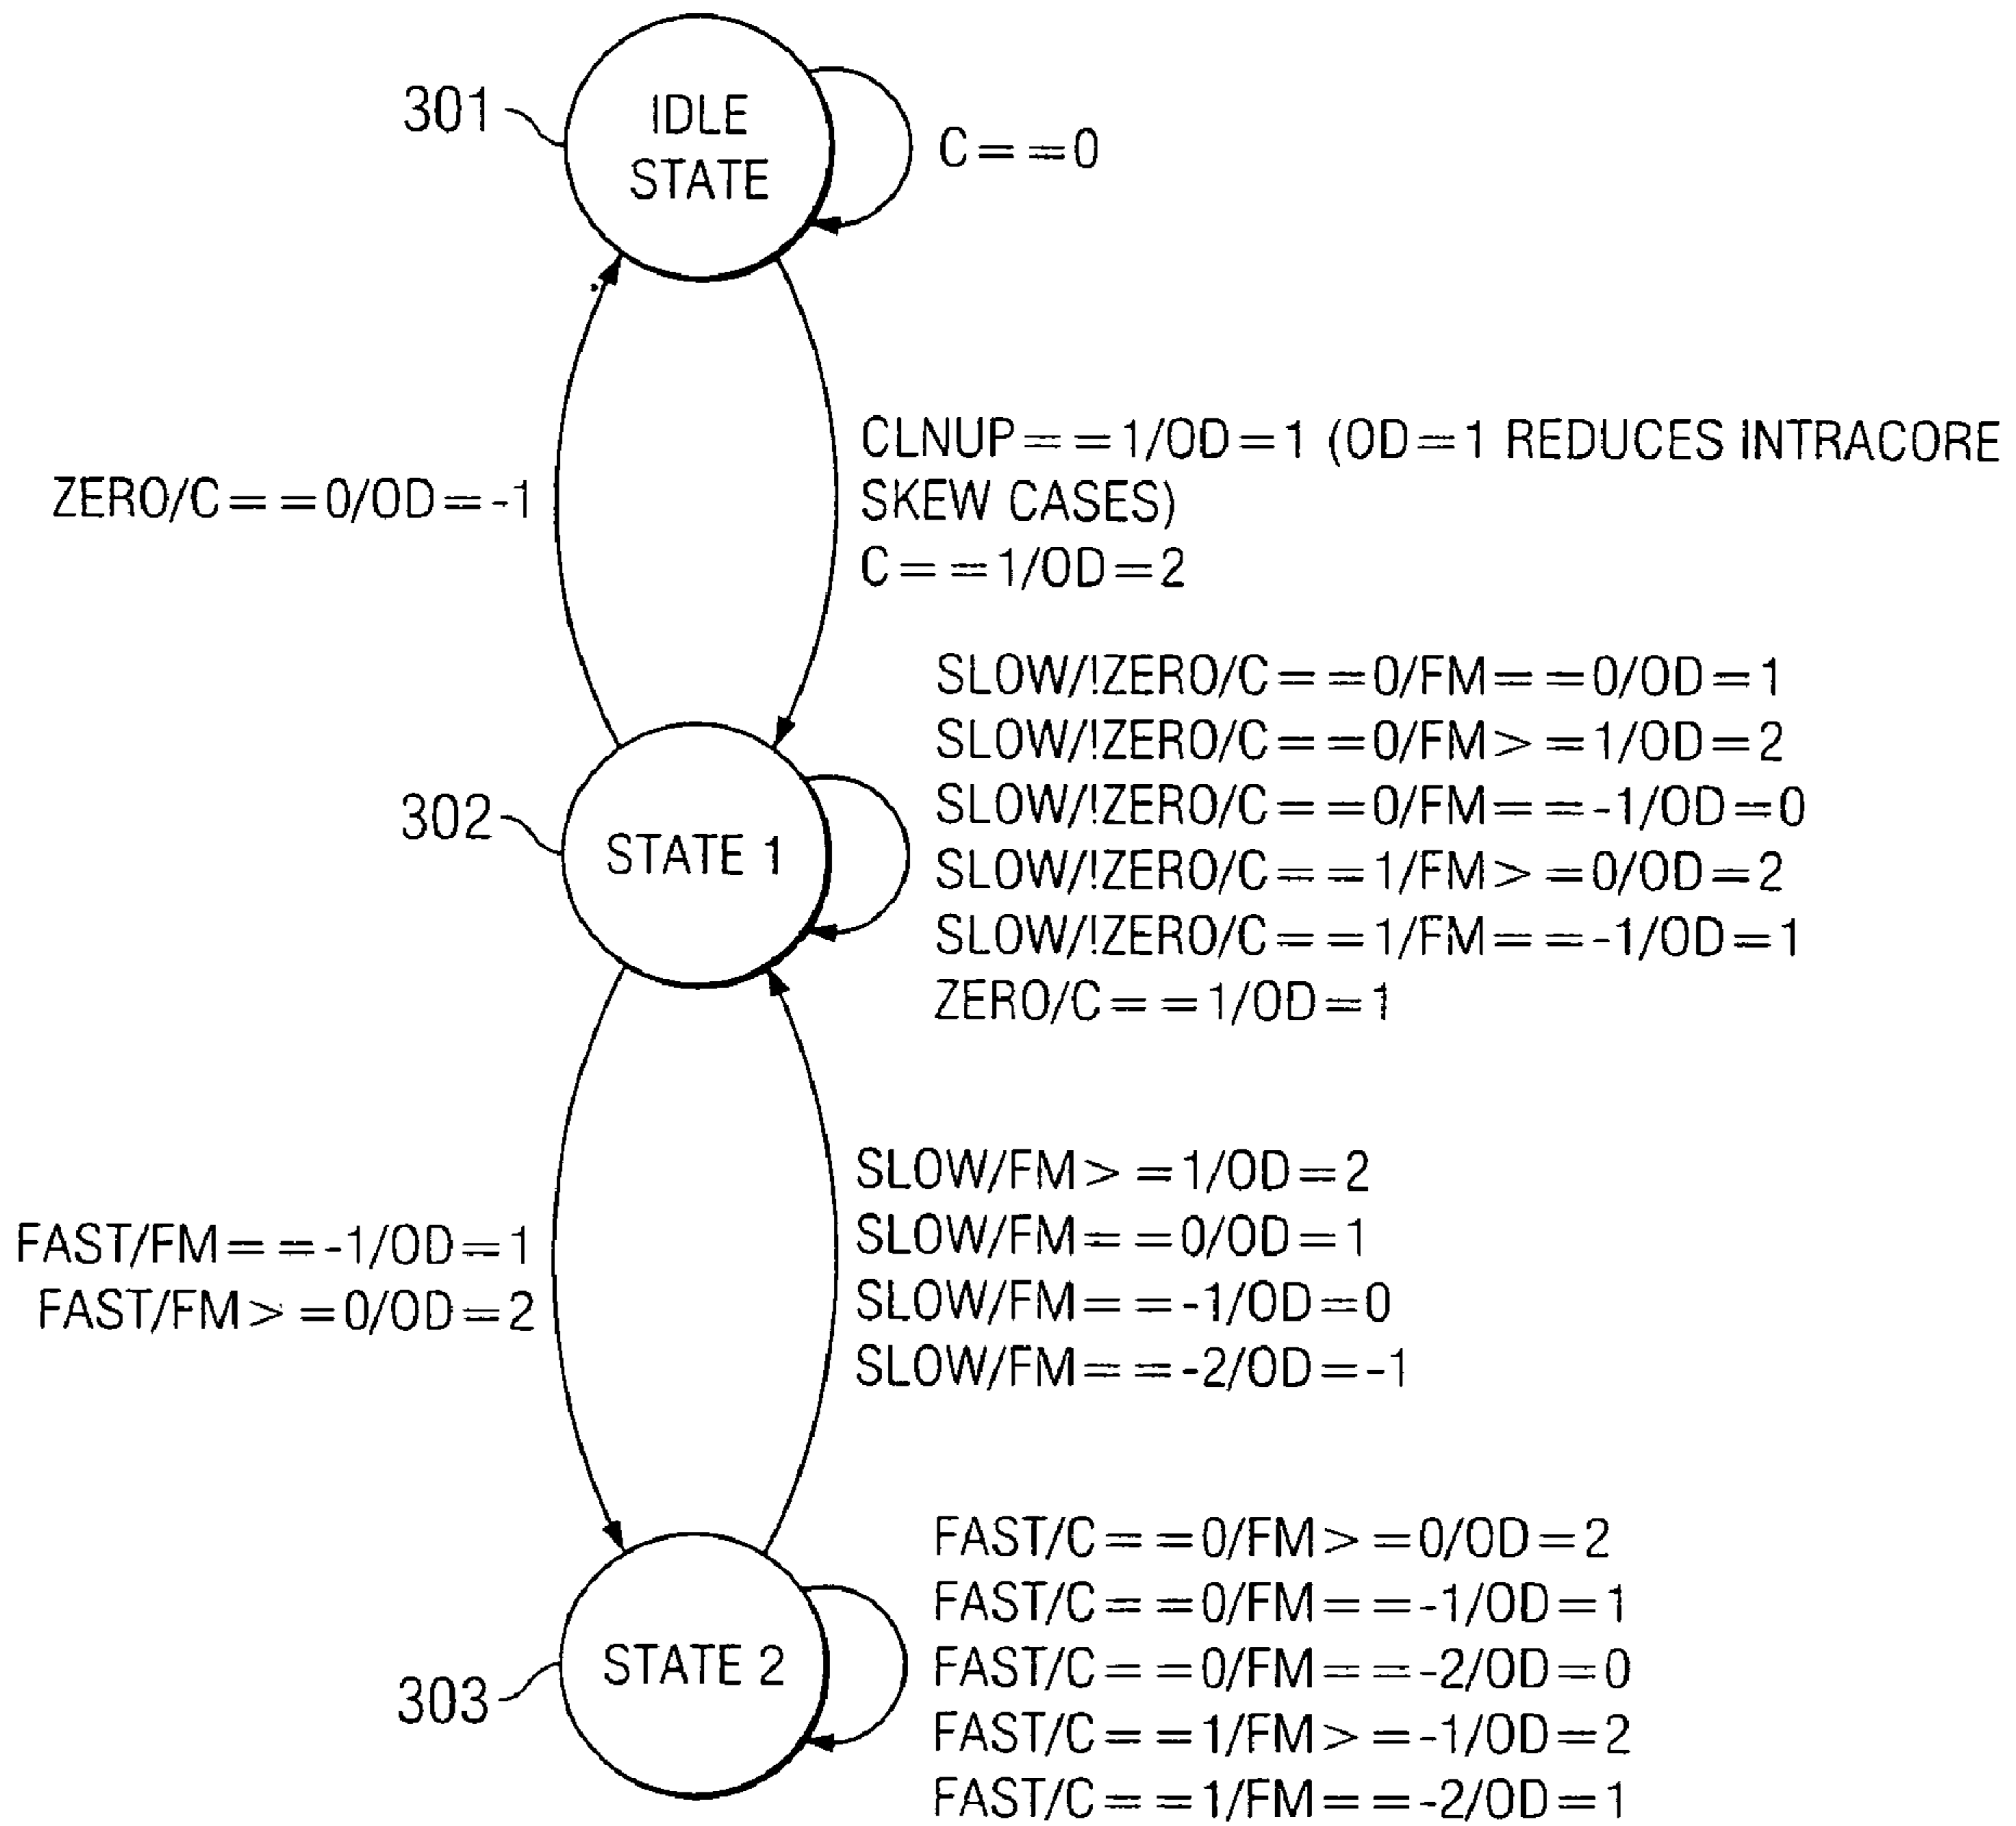 301
IDLE
STATE
C==0
ZERO/C==0/OD=-1
CLNUP==1/OD=1 (OD=1 REDUCES INTRACORE
SKEW CASES)
C==1/OD=2
302
STATE 1
SLOW/!ZERO/C==0/FM==0/OD=1
SLOW/!ZERO/C==0/FM>=1/OD=2
SLOW/!ZERO/C==0/FM==-1/OD=0
SLOW/!ZERO/C==1/FM>=0/OD=2
SLOW/!ZERO/C==1/FM==-1/OD=1
ZERO/C==1/OD=1
FAST/FM==-1/OD=1
FAST/FM>=0/OD=2
SLOW/FM>=1/OD=2
SLOW/FM==0/OD=1
SLOW/FM==-1/OD=0
SLOW/FM==-2/OD=-1
303
STATE 2
FAST/C==0/FM>=0/OD=2
FAST/C==0/FM==-1/OD=1
FAST/C==0/FM==-2/OD=0
FAST/C==1/FM>=-1/OD=2
FAST/C==1/FM==-2/OD=1